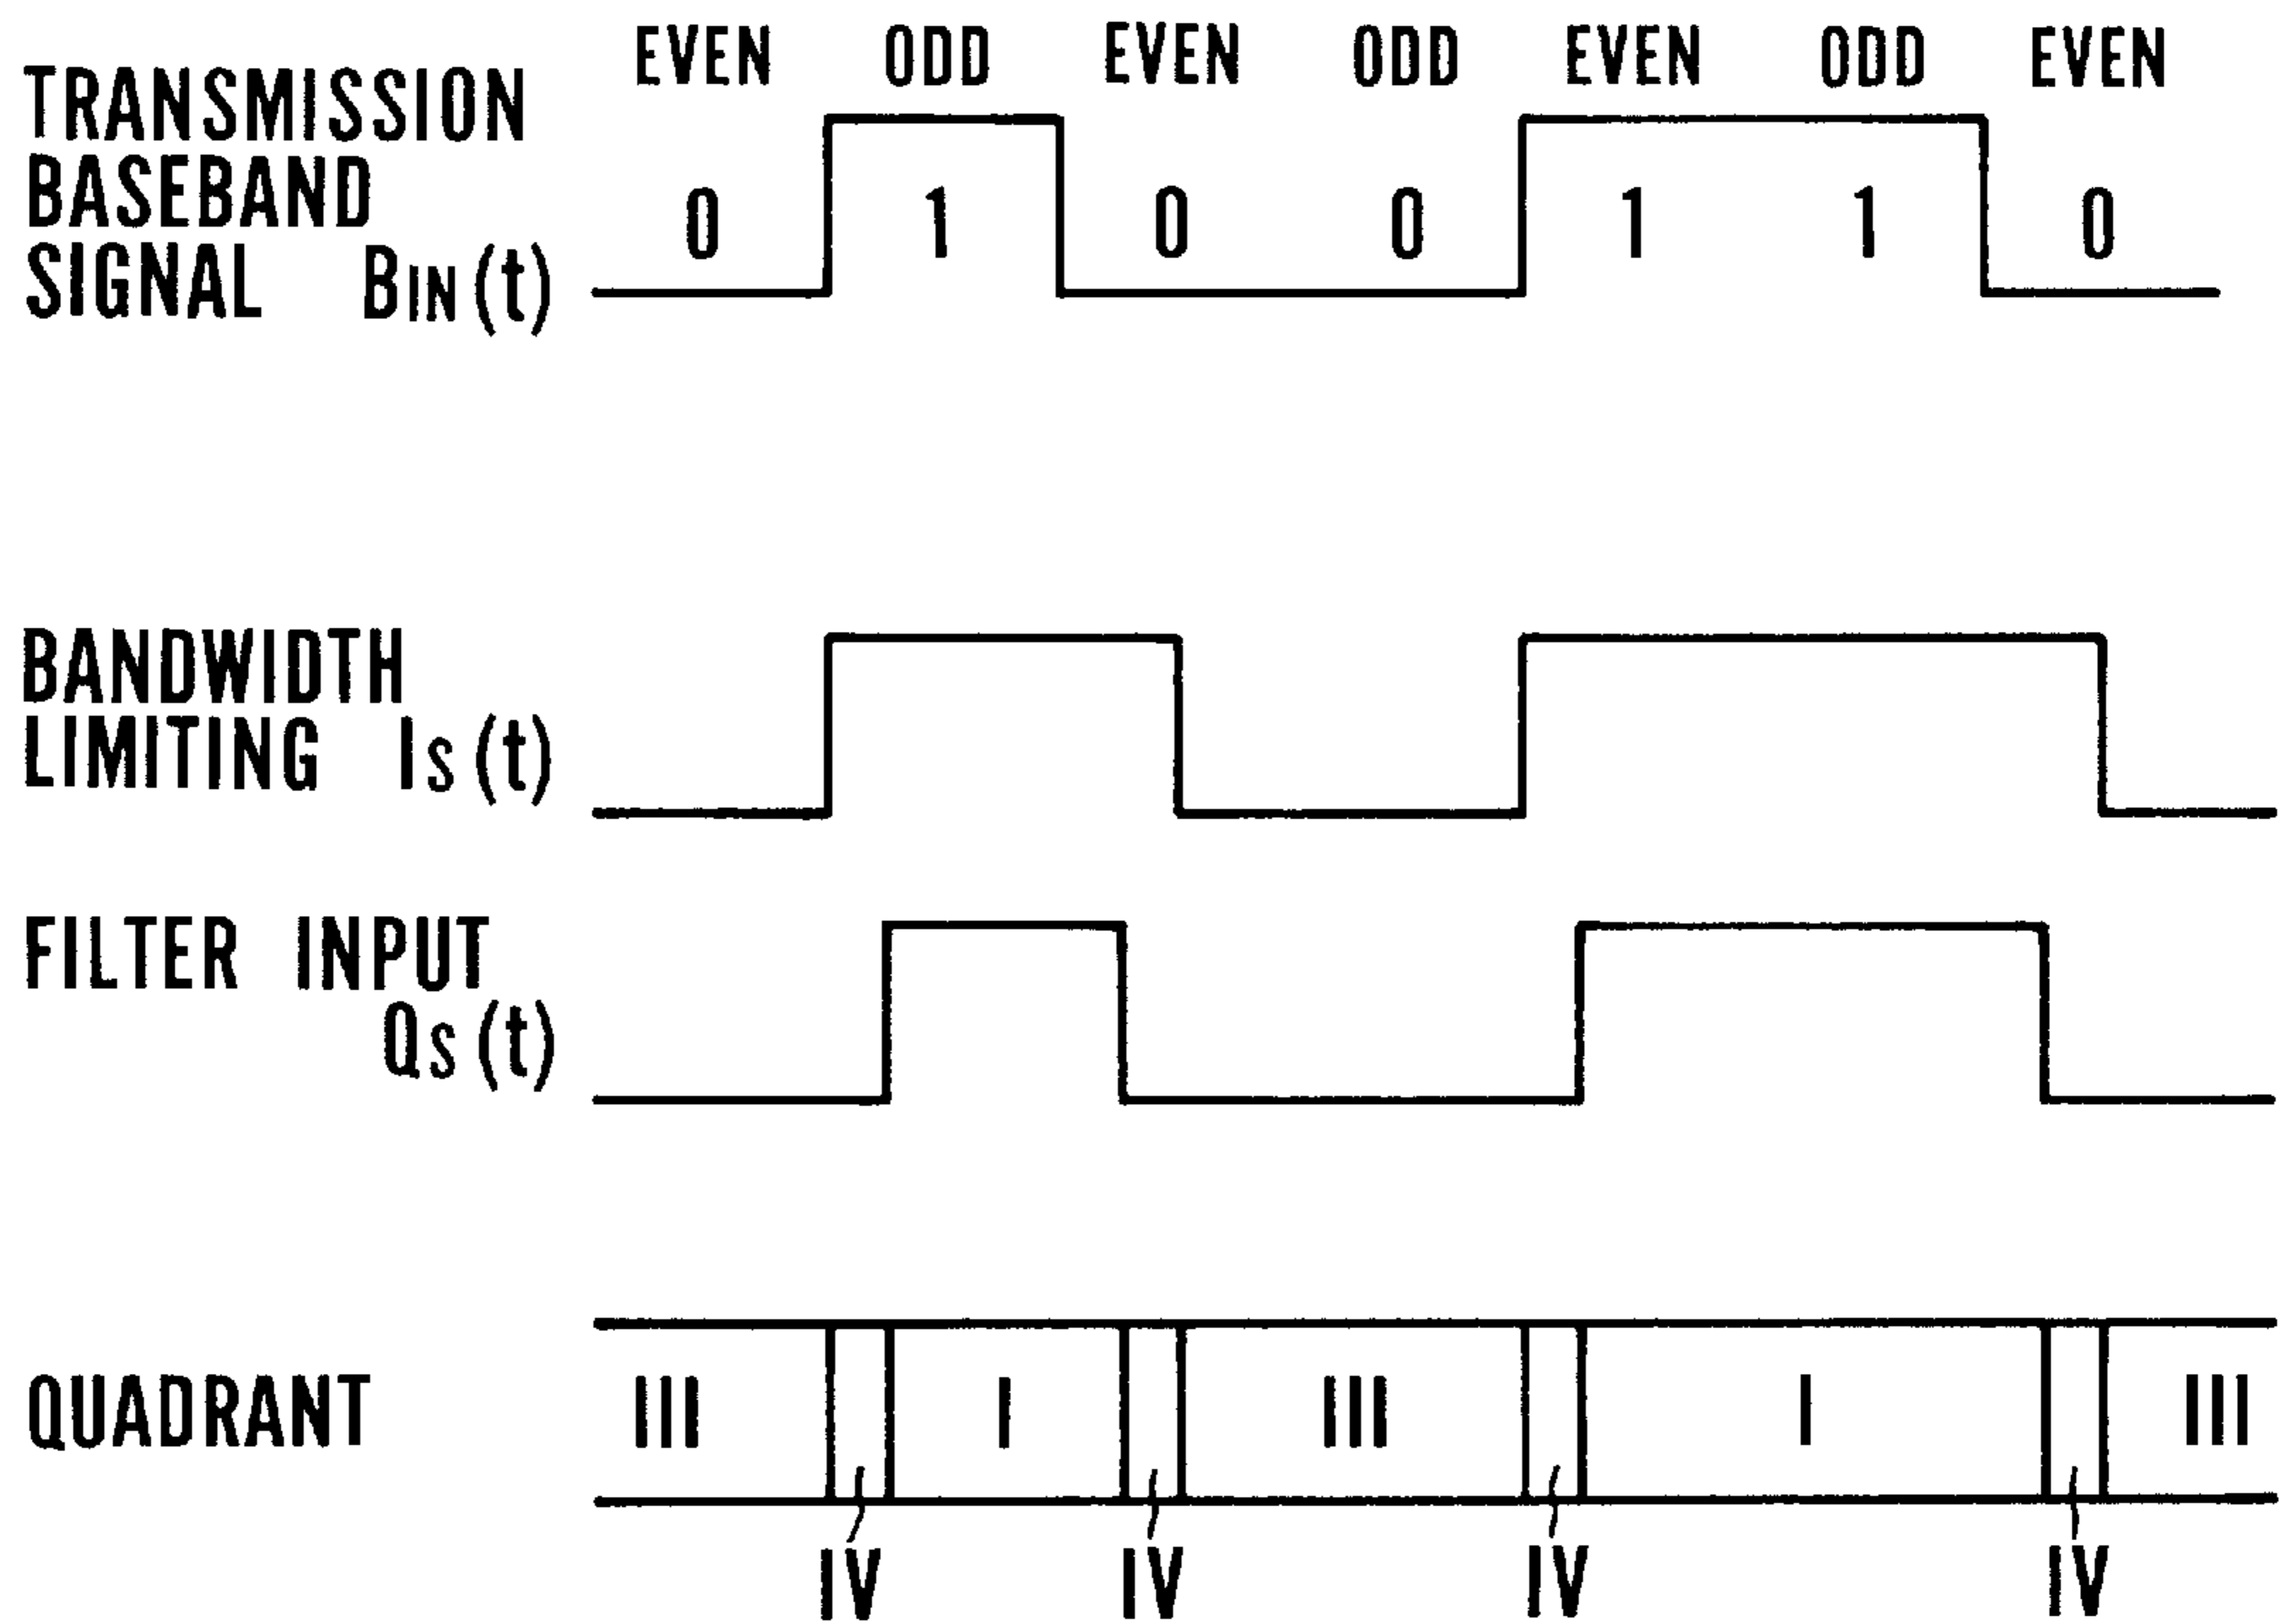 EVEN ODD EVEN ODD EVEN ODD EVEN
TRANSMISSION
BASEBAND
SIGNAL BIN (t)
0 1 0 0 1 1 0
BANDWIDTH
LIMITING IS (t)
FILTER INPUT
QS (t)
QUADRANT
III I III I III
IV IV IV IV